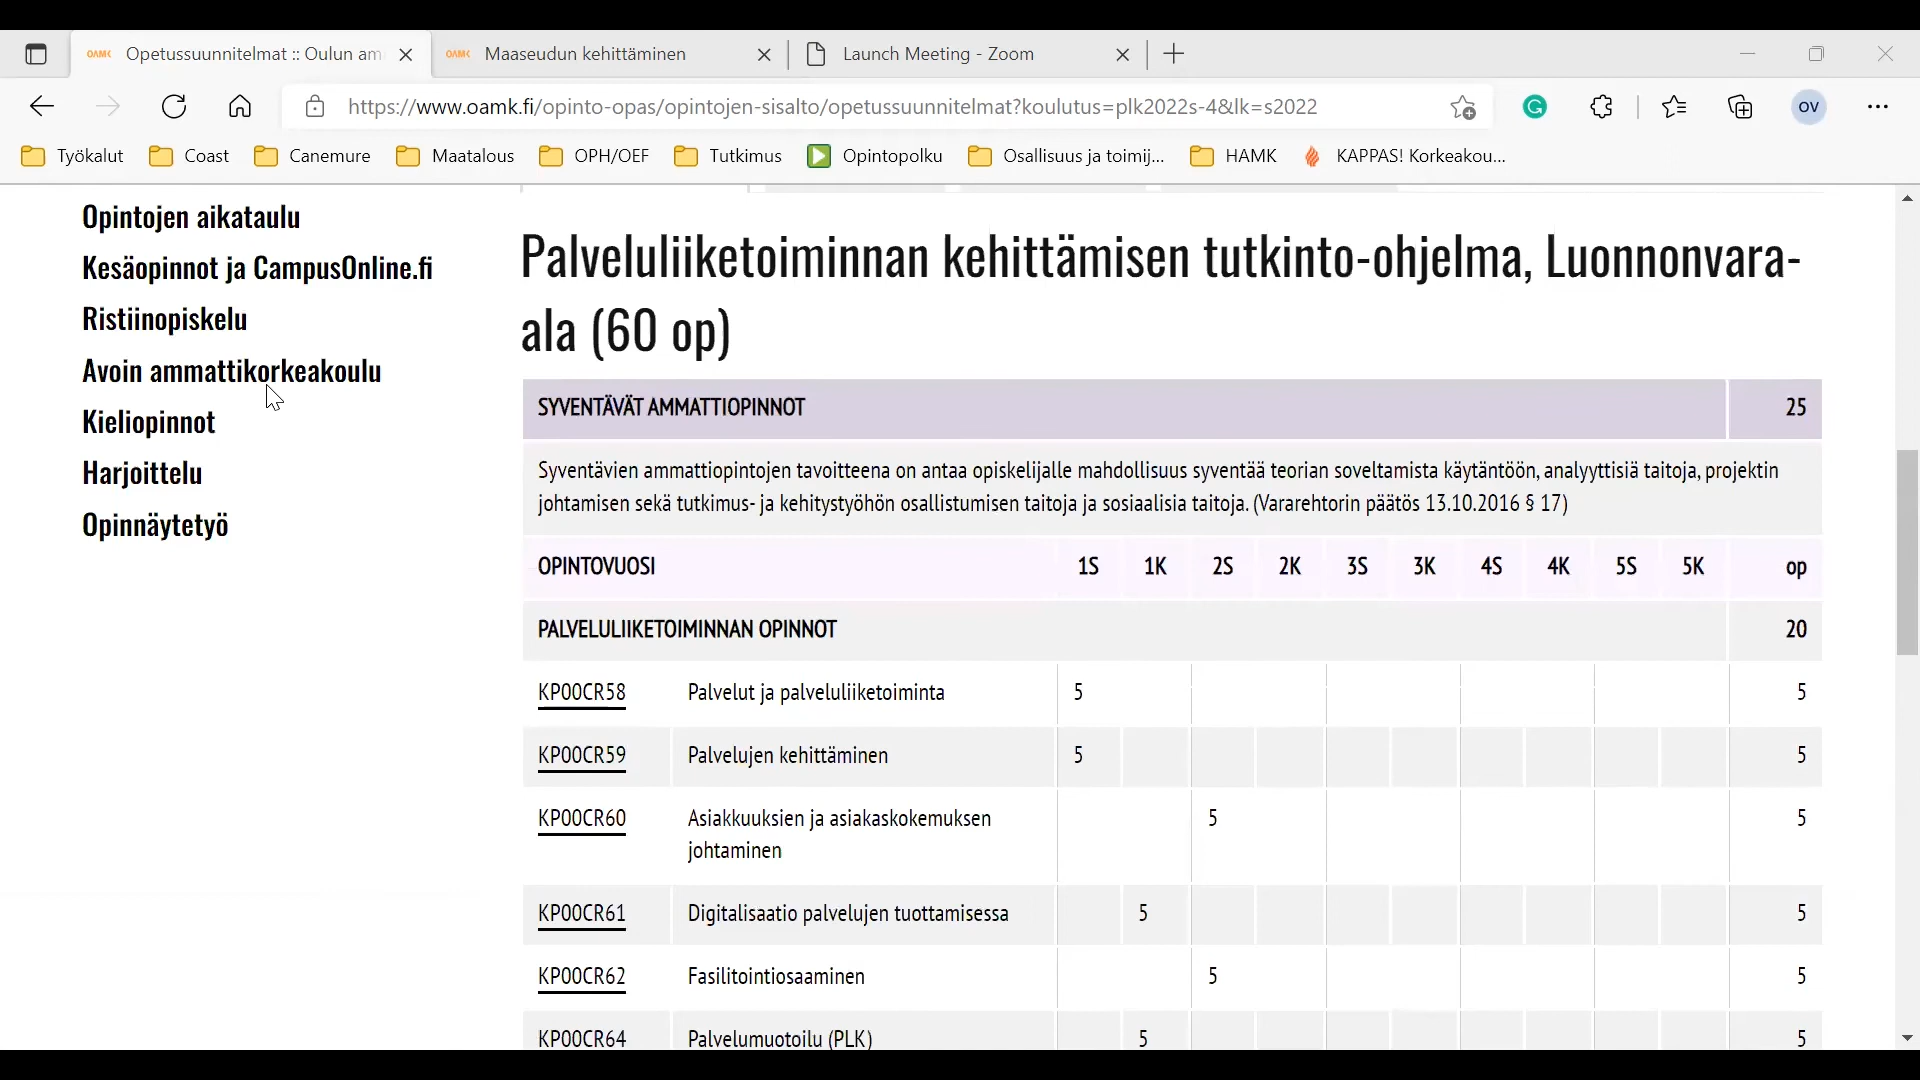 OAMK Opetussuunnitelmat :: Oulun am
OAMK Maaseudun kehittäminen
Launch Meeting - Zoom
https://www.oamk.fi/opinto-opas/opintojen-sisalto/opetussuunnitelmat?koulutus=plk2022s-4&lk=s2022
OV
Työkalut
Coast
Canemure
Maatalous
OPH/OEF
Tutkimus
Opintopolku
Osallisuus ja toimij...
HAMK
KAPPAS! Korkeakou...
Opintojen aikataulu
Kesäopinnot ja CampusOnline.fi
Ristiinopiskelu
Avoin ammattikorkeakoulu
Kieliopinnot
Harjoittelu
Opinnäytetyö
Palveluliiketoiminnan kehittämisen tutkinto-ohjelma, Luonnonvara-
ala (60 op)
SYVENTÄVÄT AMMATTIOPINNOT 25
Syventävien ammattiopintojen tavoitteena on antaa opiskelijalle mahdollisuus syventää teorian soveltamista käytäntöön, analyyttisiä taitoja, projektin
johtamisen sekä tutkimus- ja kehitystyöhön osallistumisen taitoja ja sosiaalisia taitoja. (Vararehtorin päätös 13.10.2016 § 17)
OPINTOVUOSI 1S 1K 2S 2K 3S 3K 4S 4K 5S 5K op
PALVELULIIKETOIMINNAN OPINNOT 20
KP00CR58 Palvelut ja palveluliiketoiminta 5 5
KP00CR59 Palvelujen kehittäminen 5 5
KP00CR60 Asiakkuuksien ja asiakaskokemuksen 5 5
johtaminen
KP00CR61 Digitalisaatio palvelujen tuottamisessa 5 5
KP00CR62 Fasilitointiosaaminen 5 5
KP00CR64 Palvelumuotoilu (PLK) 5 5